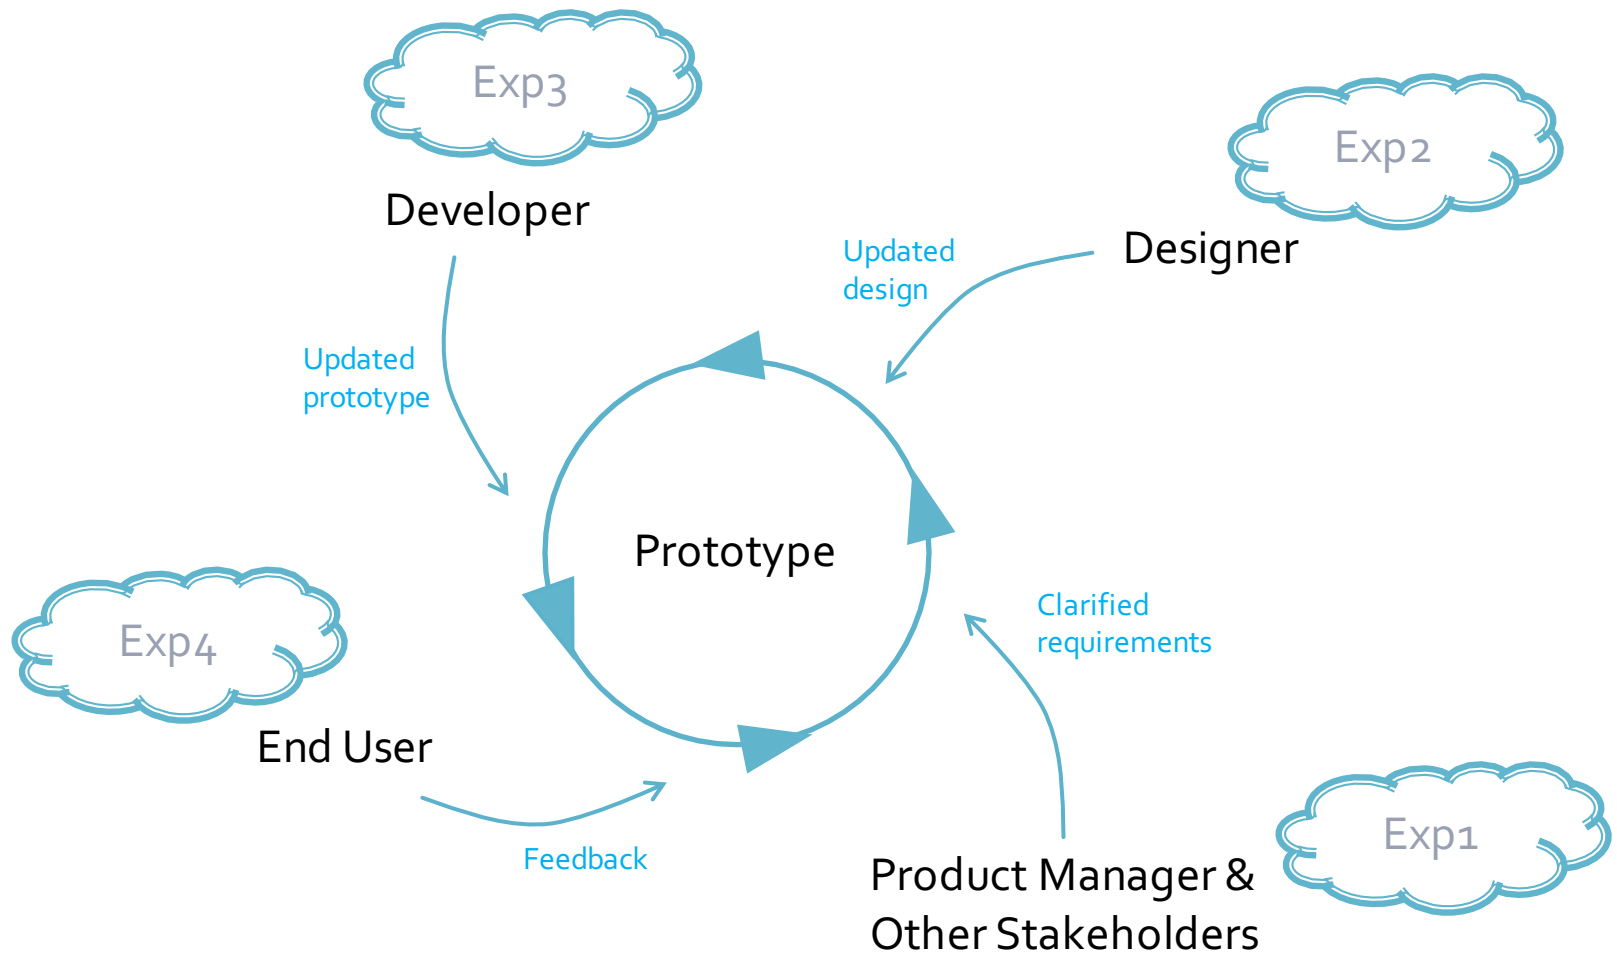 Exp3
Exp2
Developer
Designer
Updated
design
Updated
prototype
Prototype
Clarified
requirements
Exp4
End User
Feedback
Exp1
Product Manager &
Other Stakeholders